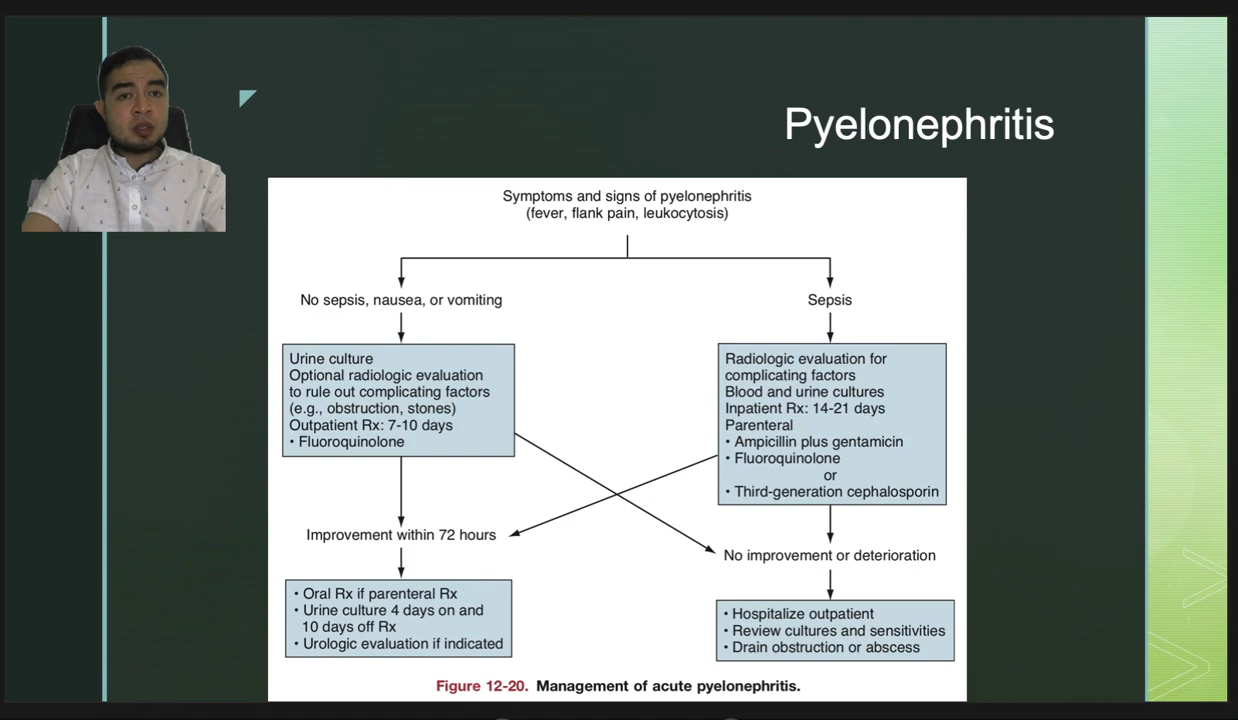 Pyelonephritis
Symptoms and signs of pyelonephritis
(fever, flank pain, leukocytosis)
No sepsis, nausea, or vomiting
Sepsis
Urine culture
Optional radiologic evaluation
to rule out complicating factors
(e.g., obstruction, stones)
Outpatient Rx: 7-10 days
• Fluoroquinolone
Radiologic evaluation for
complicating factors
Blood and urine cultures
Inpatient Rx: 14-21 days
Parenteral
• Ampicillin plus gentamicin
• Fluoroquinolone
or
• Third-generation cephalosporin
Improvement within 72 hours
No improvement or deterioration
• Oral Rx if parenteral Rx
• Urine culture 4 days on and
10 days off Rx
• Urologic evaluation if indicated
• Hospitalize outpatient
• Review cultures and sensitivities
• Drain obstruction or abscess
Figure 12-20. Management of acute pyelonephritis.